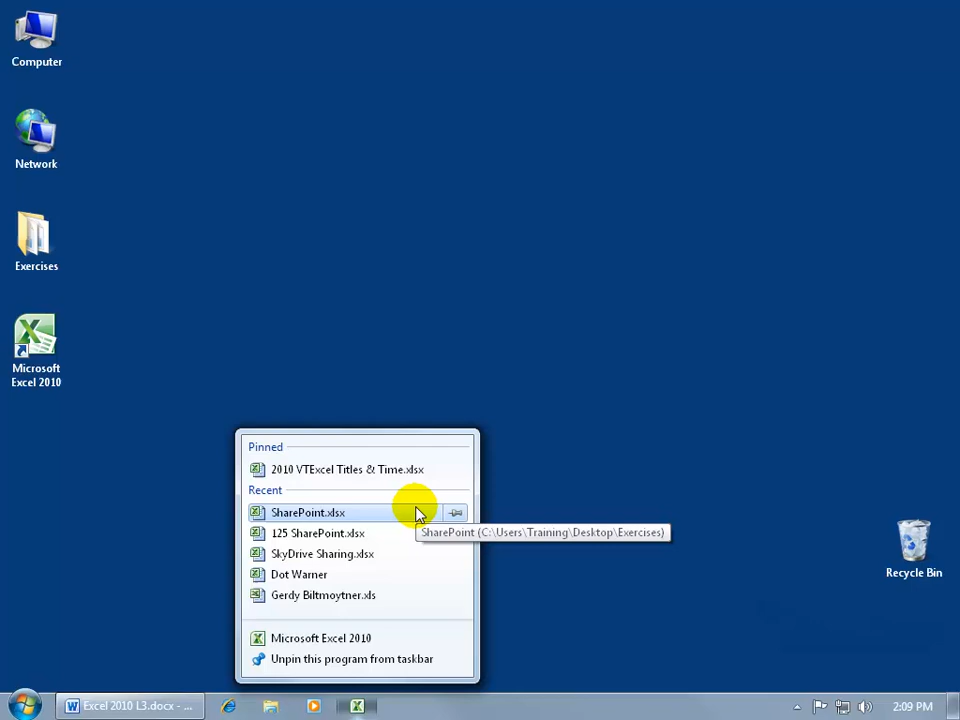 Computer
Network
Exercises
Microsoft
Excel 2010
Pinned
2010 VTExcel Titles & Time.xlsx
Recent
SharePoint.xlsx
SharePoint (C:\Users\Training\Desktop\Exercises)
125 SharePoint.xlsx
SkyDrive Sharing.xlsx
Dot Warner
Gerdy Biltmoytner.xls
Microsoft Excel 2010
Unpin this program from taskbar
Recycle Bin
Excel 2010 L3.docx - ...
2:09 PM